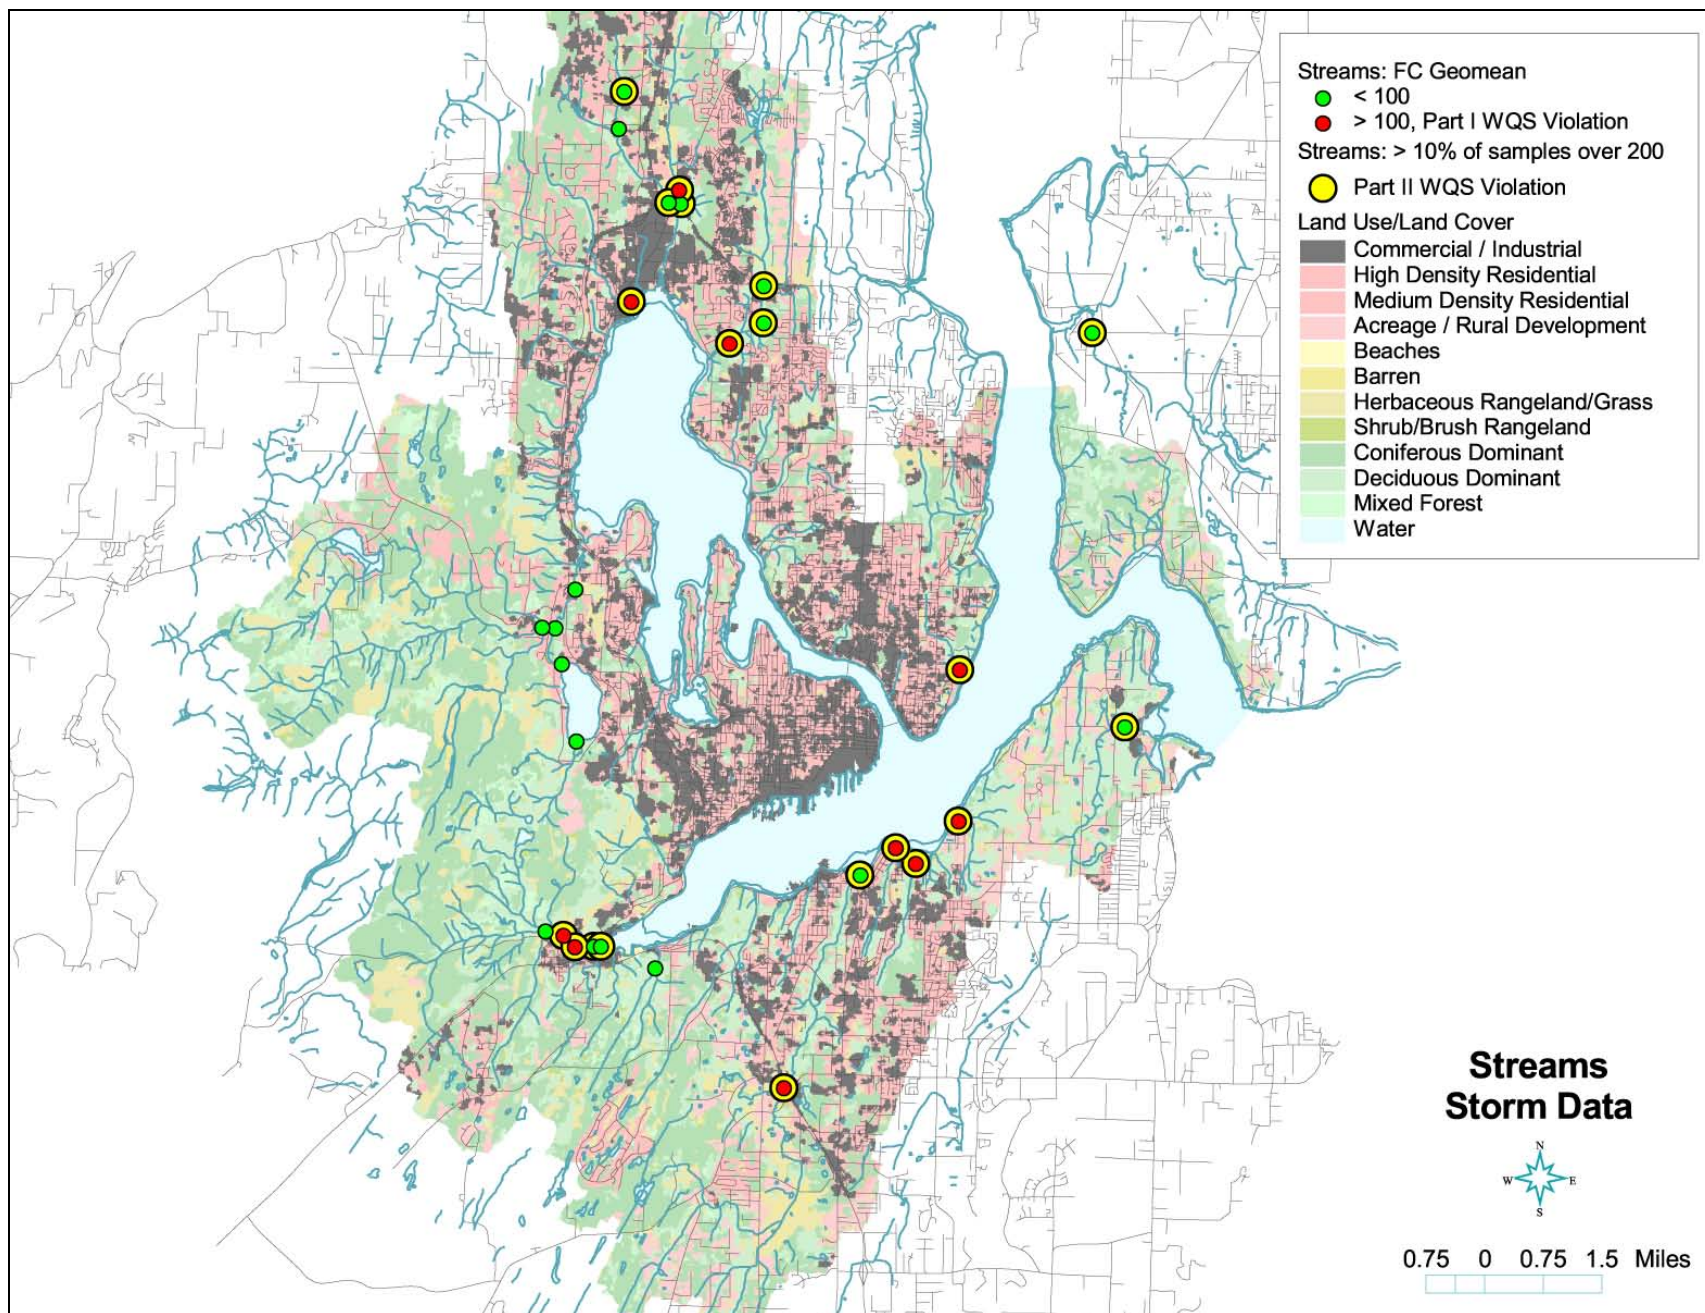 Streams: FC Geomean
< 100
> 100, Part I WQS Violation
Streams: > 10% of samples over 200
Part II WQS Violation
Land Use/Land Cover
Commercial / Industrial
High Density Residential
Medium Density Residential
Acreage / Rural Development
Beaches
Barren
Herbaceous Rangeland/Grass
Shrub/Brush Rangeland
Coniferous Dominant
Deciduous Dominant
Mixed Forest
Water
Streams
Storm Data
N
W E
S
0.75 0 0.75 1.5 Miles